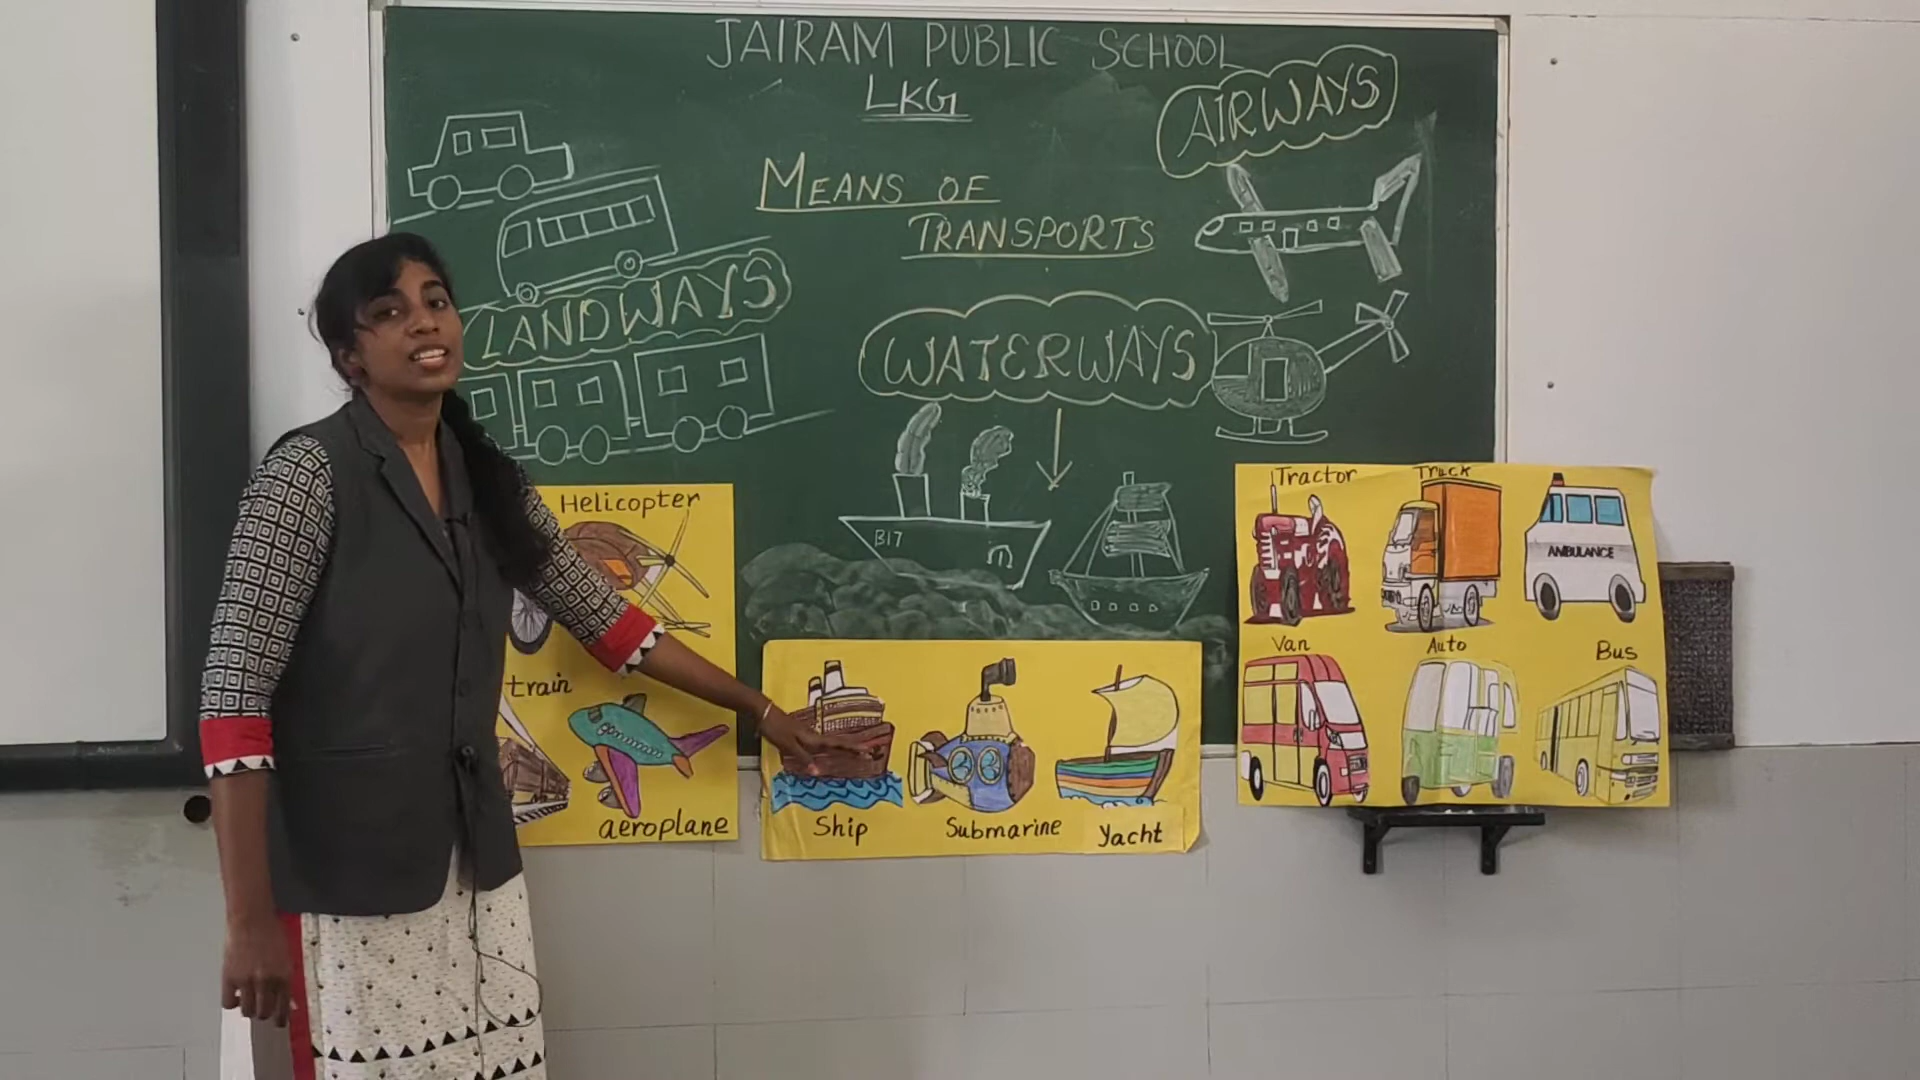 JAIRAM PUBLIC SCHOOL
LKG
AIRWAYS
MEANS OF
TRANSPORTS
LANDWAYS
WATERWAYS
B17
Helicopter
train
aeroplane
Ship
Submarine
Yacht
Tractor
Truck
AMBULANCE
Van
Auto
Bus